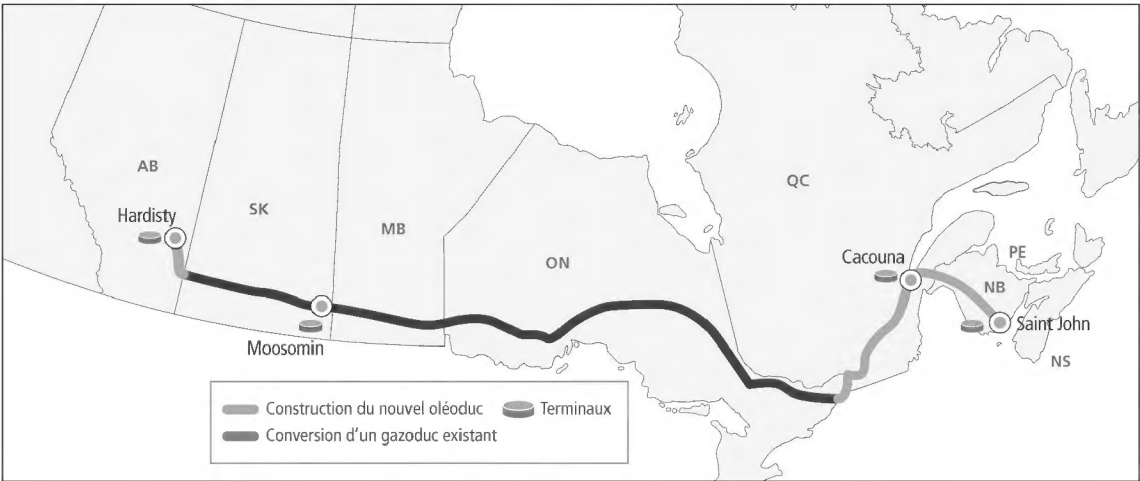 AB
SK
MB
ON
QC
PE
NB
NS
Hardisty
Moosomin
Cacouna
Saint John
Construction du nouvel oléoduc
Terminaux
Conversion d'un gazoduc existant